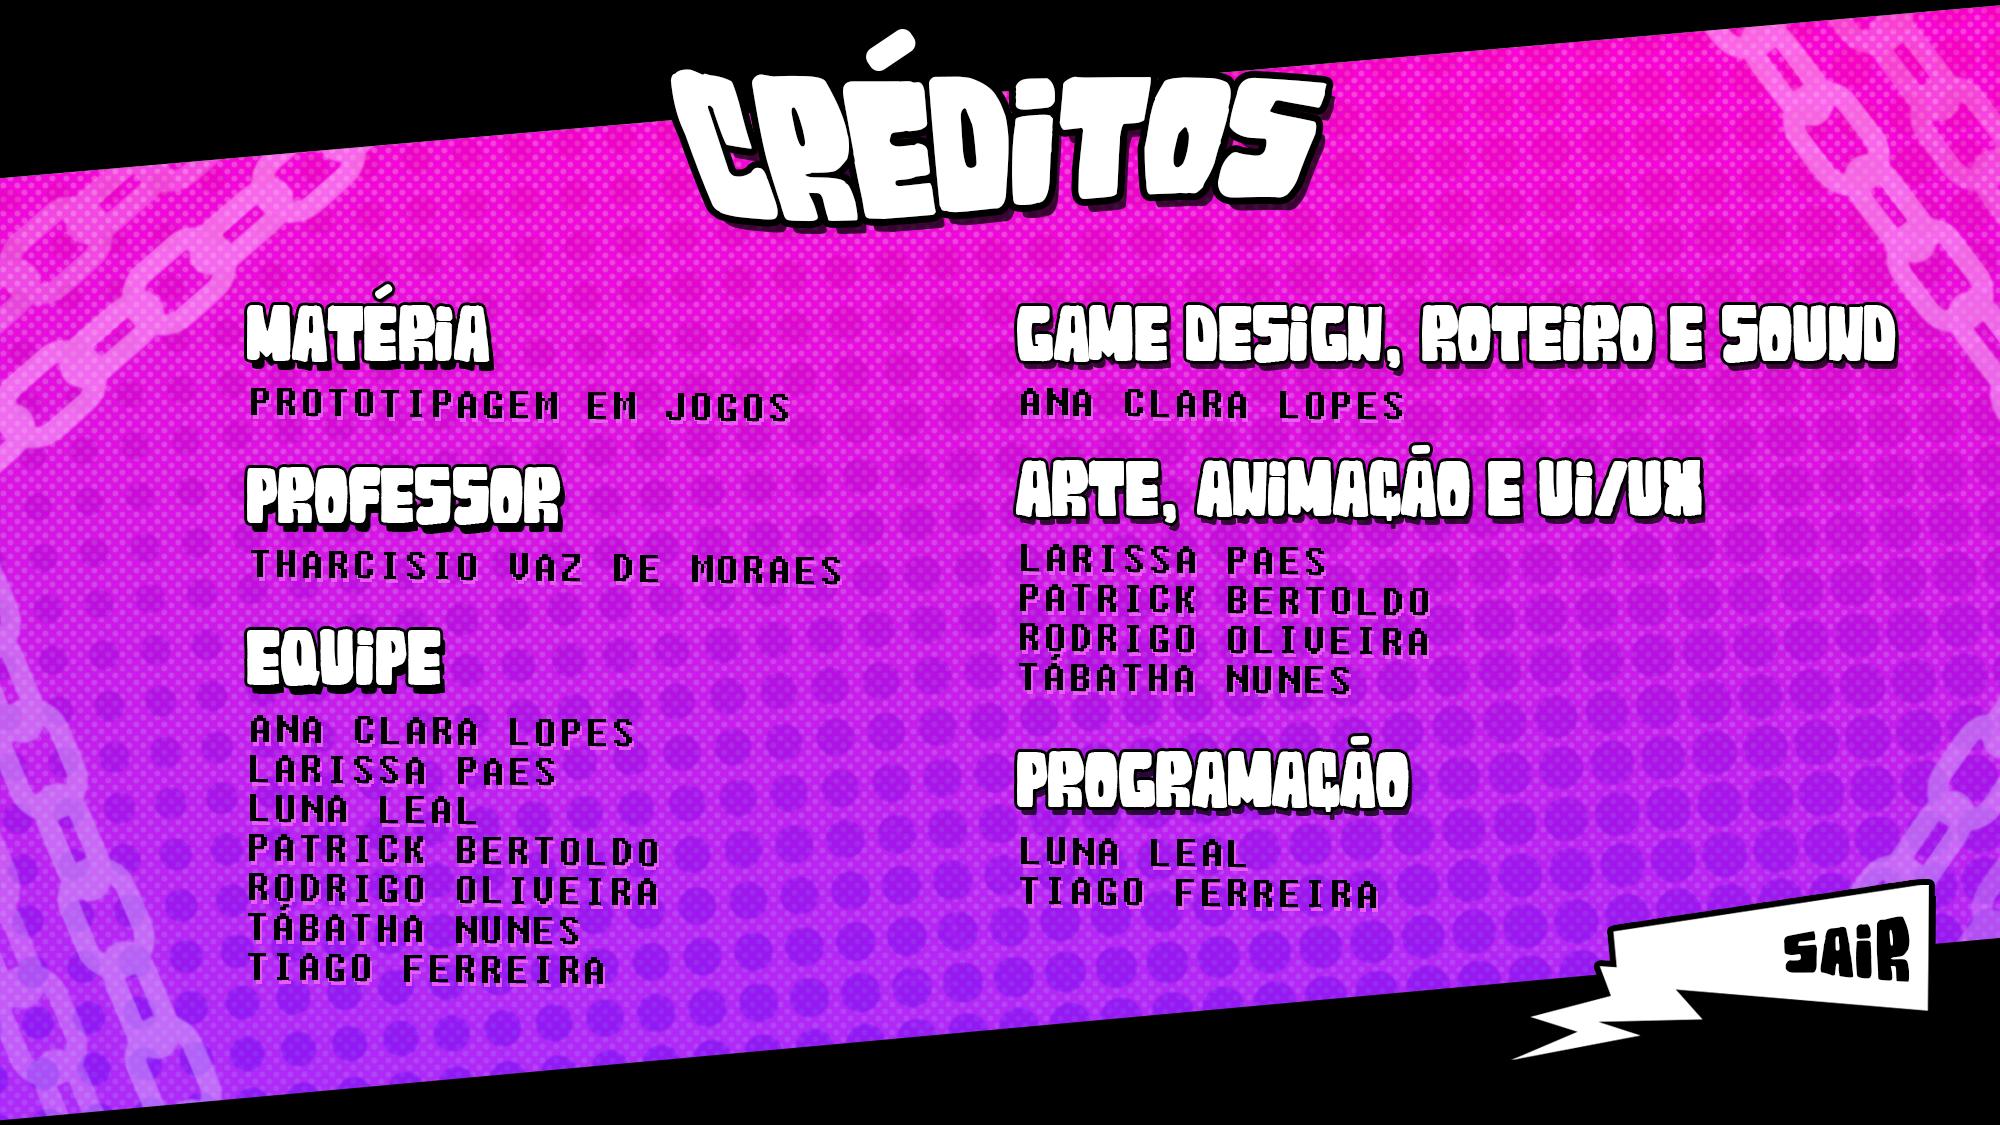 CRÉDITOS
MATÉRIA
PROTOTIPAGEM EM JOGOS
PROFESSOR
THARCISIO VAZ DE MORAES
EQUIPE
ANA CLARA LOPES
LARISSA PAES
LUNA LEAL
PATRICK BERTOLDO
RODRIGO OLIVEIRA
TÁBATHA NUNES
TIAGO FERREIRA
GAME DESIGN, ROTEIRO E SOUND
ANA CLARA LOPES
ARTE, ANIMAÇÃO E UI/UX
LARISSA PAES
PATRICK BERTOLDO
RODRIGO OLIVEIRA
TÁBATHA NUNES
PROGRAMAÇÃO
LUNA LEAL
TIAGO FERREIRA
SAIR